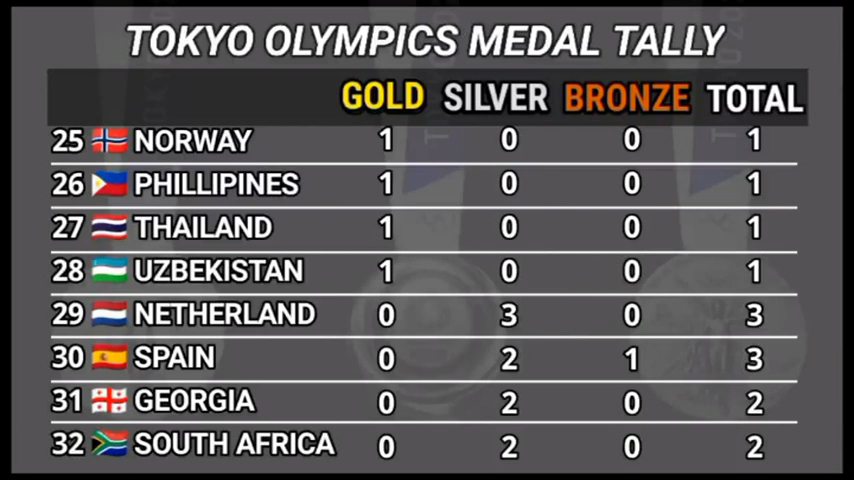 TOKYO OLYMPICS MEDAL TALLY
GOLD SILVER BRONZE TOTAL
25 NORWAY 1 0 0 1
26 PHILLIPINES 1 0 0 1
27 THAILAND 1 0 0 1
28 UZBEKISTAN 1 0 0 1
29 NETHERLAND 0 3 0 3
30 SPAIN 0 2 1 3
31 GEORGIA 0 2 0 2
32 SOUTH AFRICA 0 2 0 2